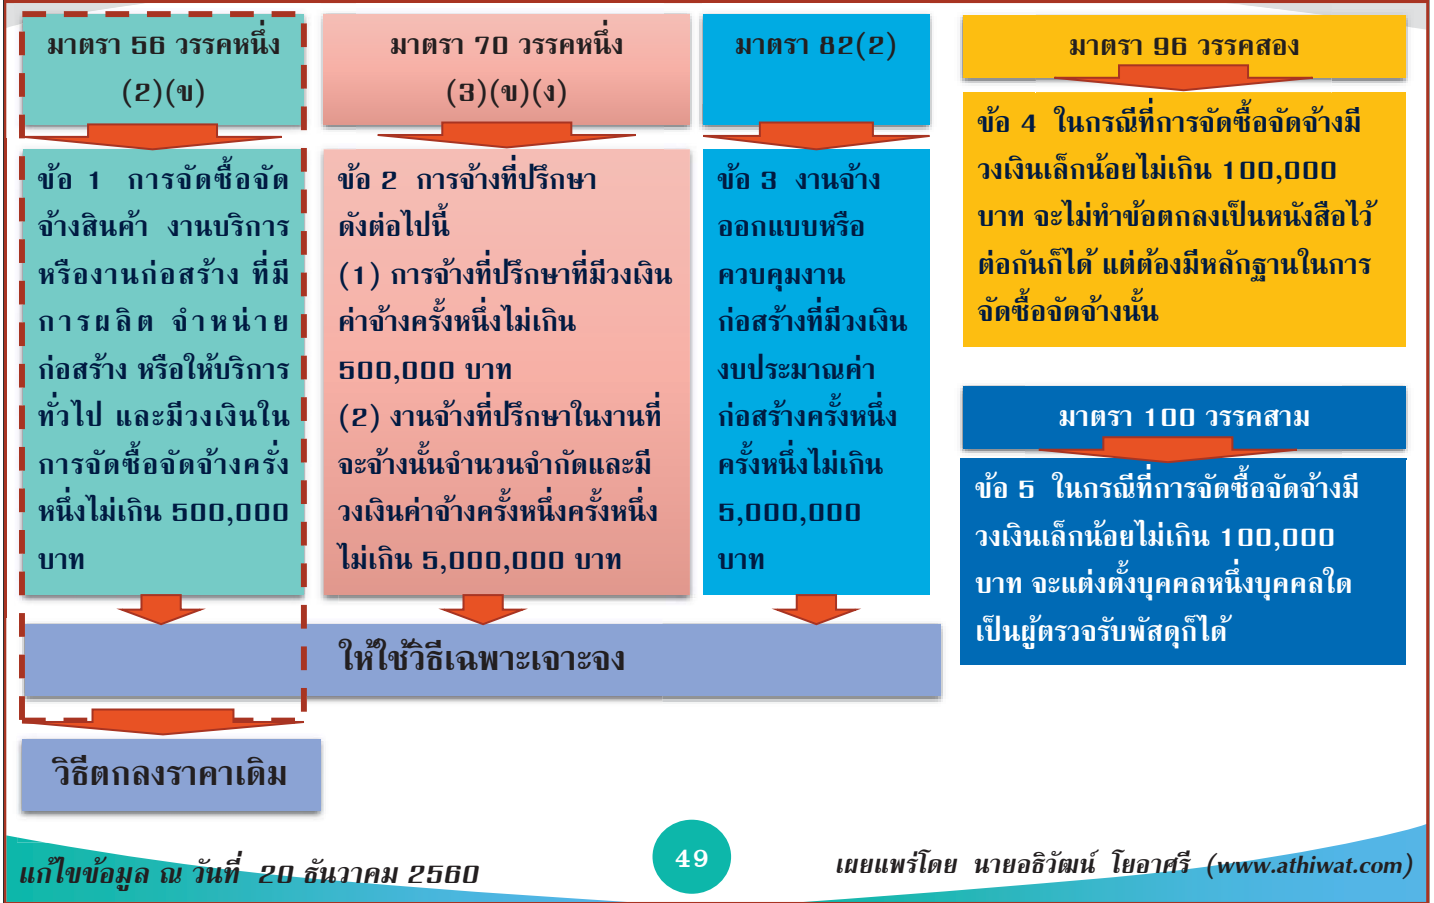 มาตรา 56 วรรคหนึ่ง
(2)(ข)
ข้อ 1 การจัดซื้อจัด
จ้างสินค้า งานบริการ
หรืองานก่อสร้าง ที่มี
การผลิต จำหน่าย
ก่อสร้าง หรือให้บริการ
ทั่วไป และมีวงเงินใน
การจัดซื้อจัดจ้างครั่ง
หนึ่งไม่เกิน 500,000
บาท
มาตรา 70 วรรคหนึ่ง
(3)(ข)(ง)
ข้อ 2 การจ้างที่ปรึกษา
ดังต่อไปนี้
(1) การจ้างที่ปรึกษาที่มีวงเงิน
ค่าจ้างครั้งหนึ่งไม่เกิน
500,000 บาท
(2) งานจ้างที่ปรึกษาในงานที่
จะจ้างนั้นจำนวนจำกัดและมี
วงเงินค่าจ้างครั้งหนึ่งครั้งหนึ่ง
ไม่เกิน 5,000,000 บาท
มาตรา 82(2)
ข้อ 3 งานจ้าง
ออกแบบหรือ
ควบคุมงาน
ก่อสร้างที่มีวงเงิน
งบประมาณค่า
ก่อสร้างครั้งหนึ่ง
ครั้งหนึ่งไม่เกิน
5,000,000
บาท
ให้ใช้วิธีเฉพาะเจาะจง
วิธีตกลงราคาเดิม
มาตรา 96 วรรคสอง
ข้อ 4 ในกรณีที่การจัดซื้อจัดจ้างมี
วงเงินเล็กน้อยไม่เกิน 100,000
บาท จะไม่ทำข้อตกลงเป็นหนังสือไว้
ต่อกันก็ได้ แต่ต้องมีหลักฐานในการ
จัดซื้อจัดจ้างนั้น
มาตรา 100 วรรคสาม
ข้อ 5 ในกรณีที่การจัดซื้อจัดจ้างมี
วงเงินเล็กน้อยไม่เกิน 100,000
บาท จะแต่งตั้งบุคคลหนึ่งบุคคลใด
เป็นผู้ตรวจรับพัสดุก็ได้
แก้ไขข้อมูล ณ วันที่ 20 ธันวาคม 2560
49
เผยแพร่โดย นายอธิวัฒน์ โยอาศรี (www.athiwat.com)